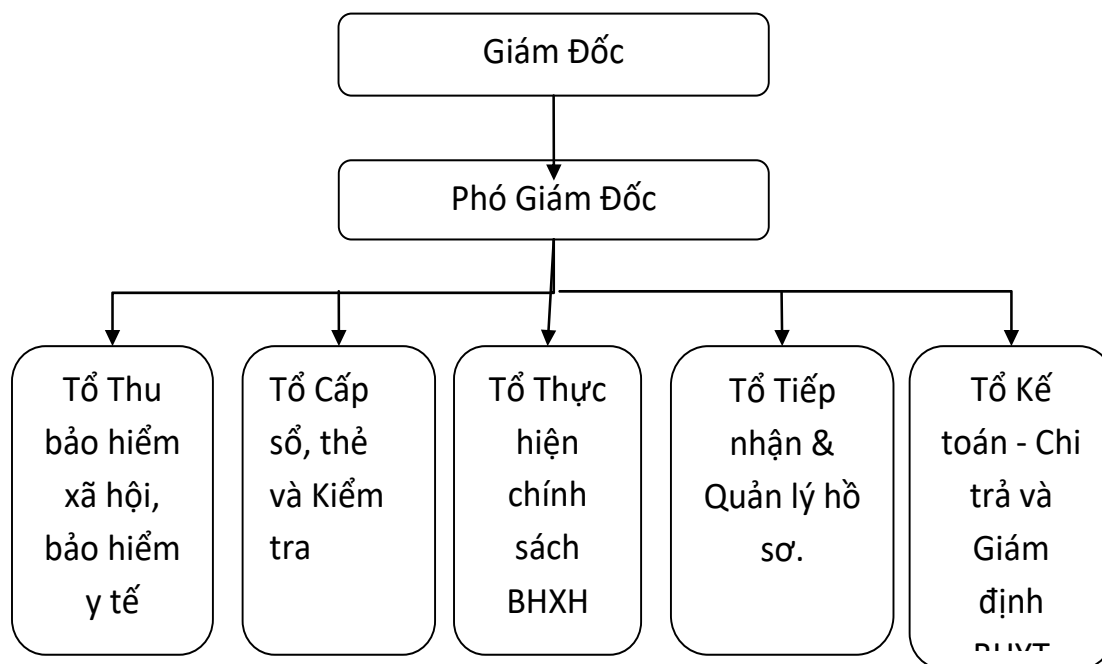 Giám Đốc
Phó Giám Đốc
Tổ Thu
bảo hiểm
xã hội,
bảo hiểm
y tế
Tổ Cấp
sổ, thẻ
và Kiểm
tra
Tổ Thực
hiện
chính
sách
BHXH
Tổ Tiếp
nhận &
Quản lý hồ
sơ.
Tổ Kế
toán - Chi
trả và
Giám
định
BHYT